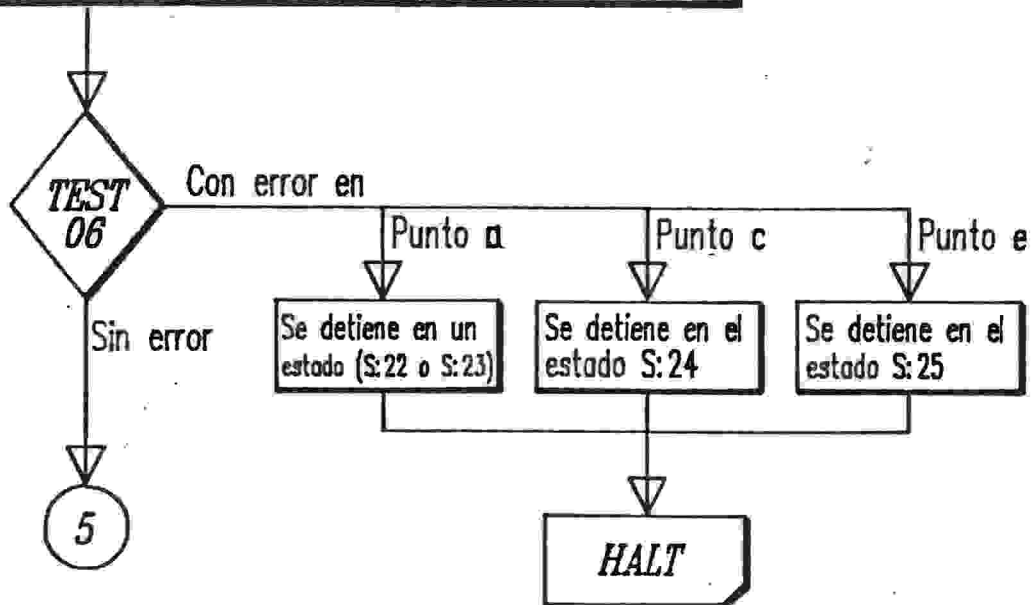 TEST
06
Con error en
Punto a
Punto c
Punto e
Sin error
Se detiene en un
estado (S:22 o S:23)
Se detiene en el
estado S:24
Se detiene en el
estado S:25
5
HALT